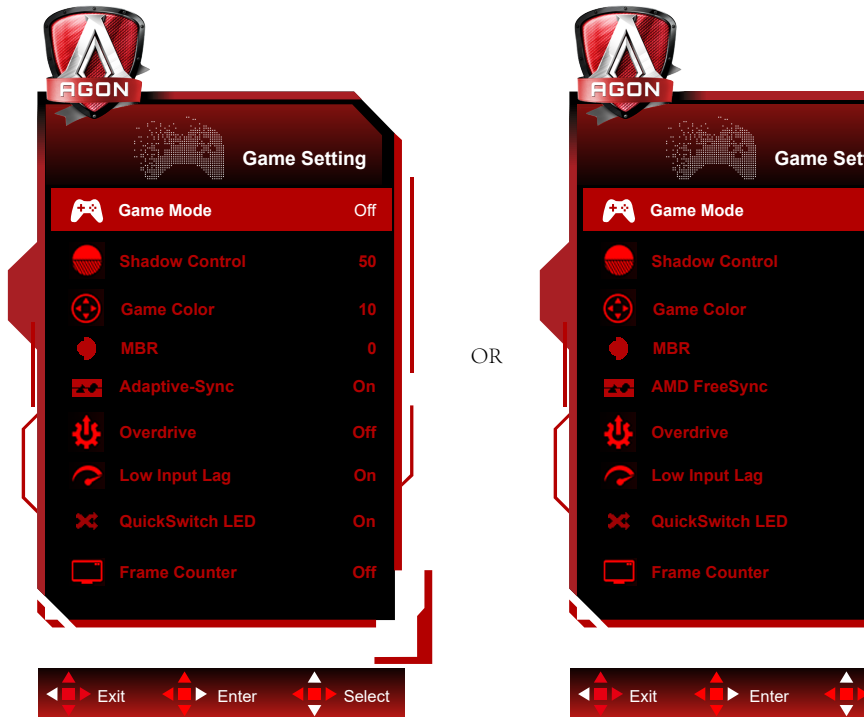 AGON
Game Setting
Game Mode Off
Shadow Control 50
Game Color 10
MBR 0
Adaptive-Sync On
Overdrive Off
Low Input Lag On
QuickSwitch LED On
Frame Counter Off
Exit Enter Select
OR
AGON
Game Set
Game Mode
Shadow Control
Game Color
MBR
AMD FreeSync
Overdrive
Low Input Lag
QuickSwitch LED
Frame Counter
Exit Enter